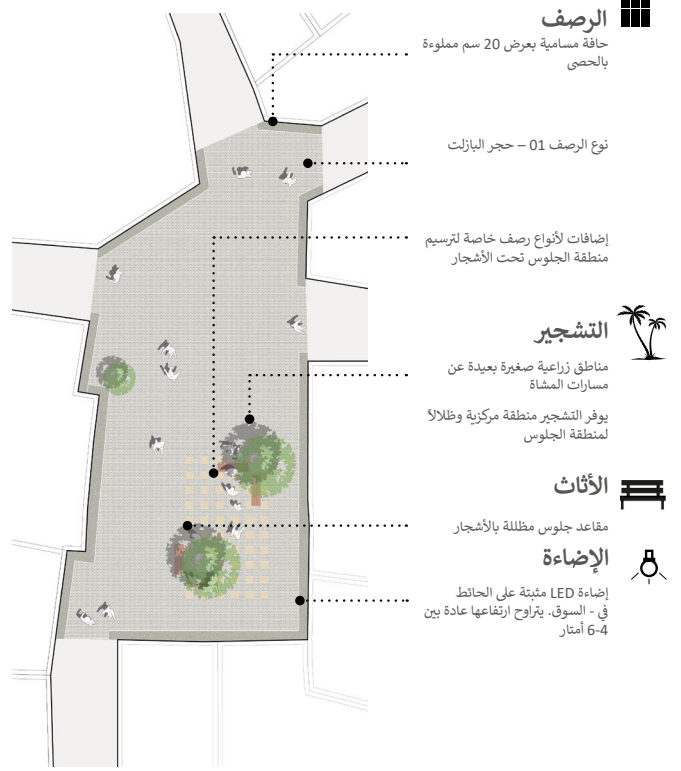 الرصف
حافة مسامية بعرض 20 سم مملوءة
بالحصى
نوع الرصف 01 – حجر البازلت
إضافات لأنواع رصف خاصة لترسيم
منطقة الجلوس تحت الأشجار
التشجير
مناطق زراعية صغيرة بعيدة عن
مسارات المشاة
يوفر التشجير منطقة مركزية وظلالاً
لمنطقة الجلوس
الأثاث
مقاعد جلوس مظللة بالأشجار
الإضاءة
إضاءة LED مثبتة على الحائط
في - السوق. يتراوح ارتفاعها عادة بين
6-4 أمتار